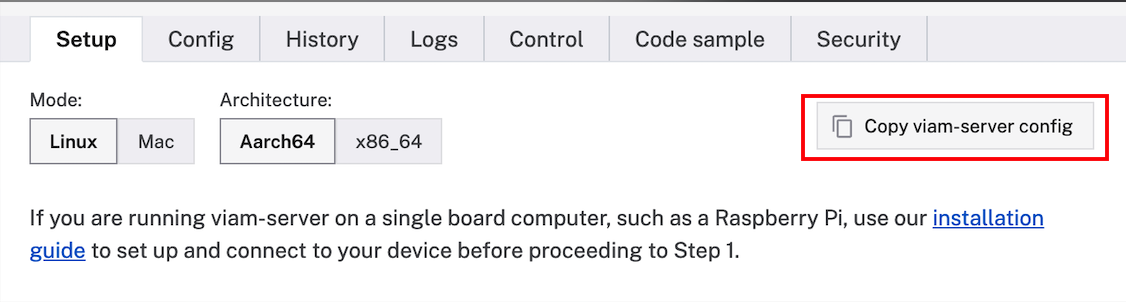 Setup Config History Logs Control Code sample Security
Mode: Architecture:
Linux Mac Aarch64 x86_64 Copy viam-server config
If you are running viam-server on a single board computer, such as a Raspberry Pi, use our installation
guide to set up and connect to your device before proceeding to Step 1.